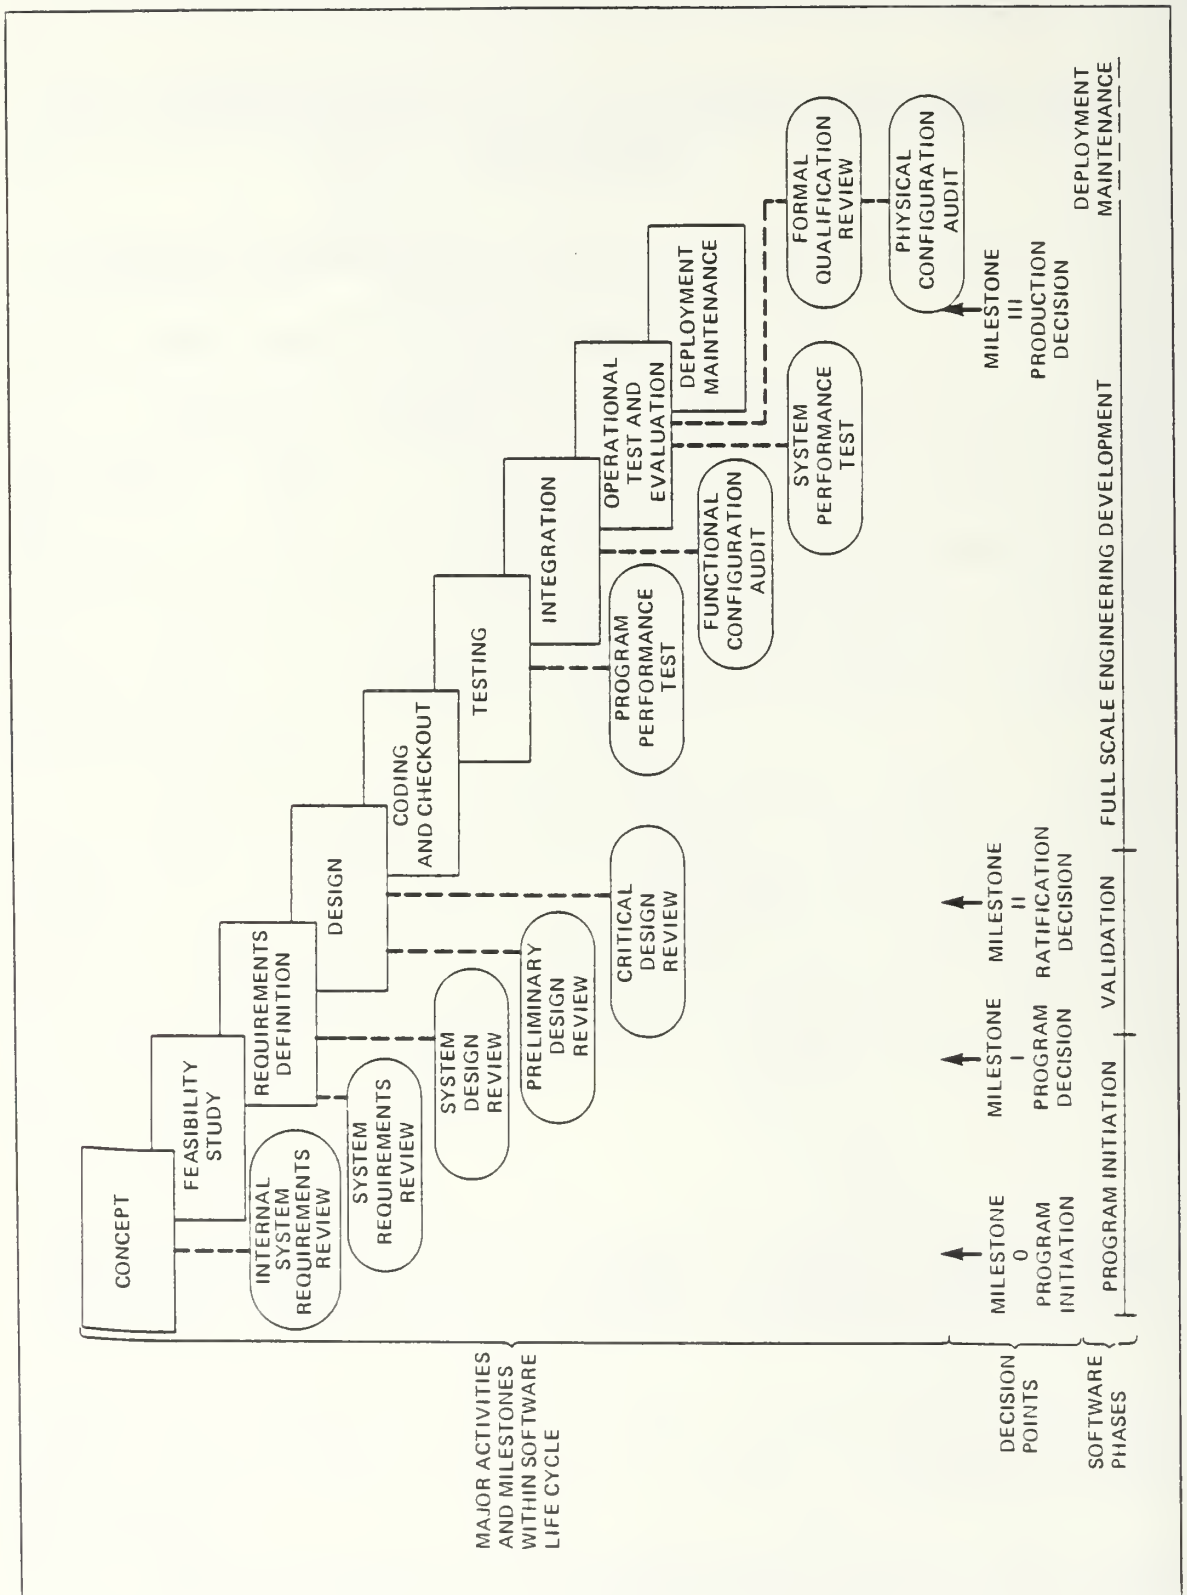 CONCEPT
FEASIBILITY
STUDY
REQUIREMENTS
DEFINITION
DESIGN
CODING
AND CHECKOUT
TESTING
INTEGRATION
OPERATIONAL
TEST AND
EVALUATION
DEPLOYMENT
MAINTENANCE
INTERNAL
SYSTEM
REQUIREMENTS
REVIEW
SYSTEM
REQUIREMENTS
REVIEW
SYSTEM
DESIGN
REVIEW
PRELIMINARY
DESIGN
REVIEW
CRITICAL
DESIGN
REVIEW
PROGRAM
PERFORMANCE
TEST
FUNCTIONAL
CONFIGURATION
AUDIT
SYSTEM
PERFORMANCE
TEST
FORMAL
QUALIFICATION
REVIEW
PHYSICAL
CONFIGURATION
AUDIT
MAJOR ACTIVITIES
AND MILESTONES
WITHIN SOFTWARE
LIFE CYCLE
DECISION
POINTS
MILESTONE
0
PROGRAM
INITIATION
MILESTONE
I
PROGRAM
DECISION
MILESTONE
II
RATIFICATION
DECISION
MILESTONE
III
PRODUCTION
DECISION
SOFTWARE
PHASES
PROGRAM INITIATION
VALIDATION
FULL SCALE ENGINEERING DEVELOPMENT
DEPLOYMENT
MAINTENANCE